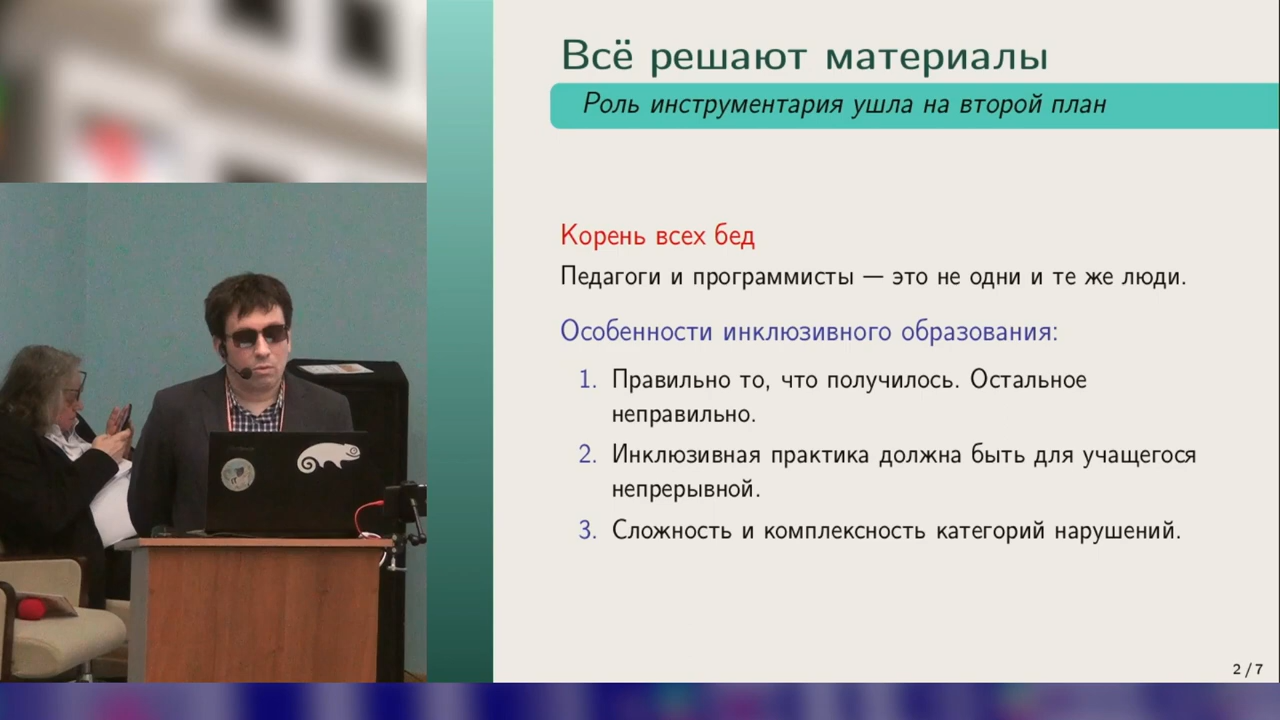 Всё решают материалы
Роль инструментария ушла на второй план
Корень всех бед
Педагоги и программисты — это не одни и те же люди.
Особенности инклюзивного образования:
1. Правильно то, что получилось. Остальное
неправильно.
2. Инклюзивная практика должна быть для учащегося
непрерывной.
3. Сложность и комплексность категорий нарушений.
2 / 7